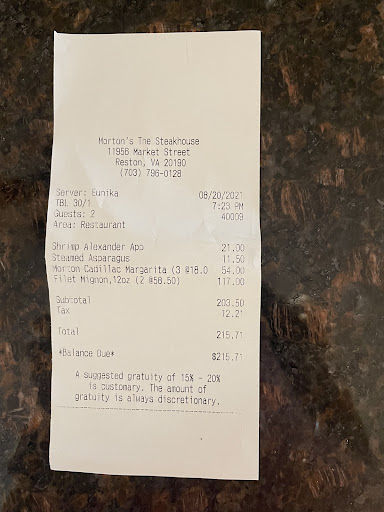 Morton's The Steakhouse
11956 Market Street
Reston, VA 20190
(703) 796-0128
Server: Eunika 08/20/2021
TBL 30/1 7:23 PM
Guests: 2 40009
Area: Restaurant
Shrimp Alexander App 21.00
Steamed Asparagus 11.50
Morton Cadillac Margarita (3 @18.0 54.00
Filet Mignon,12oz (2 @58.50) 117.00
Subtotal 203.50
Tax 12.21
Total 215.71
*Balance Due* $215.71
A suggested gratuity of 15% - 20%
is customary. The amount of
gratuity is always discretionary.